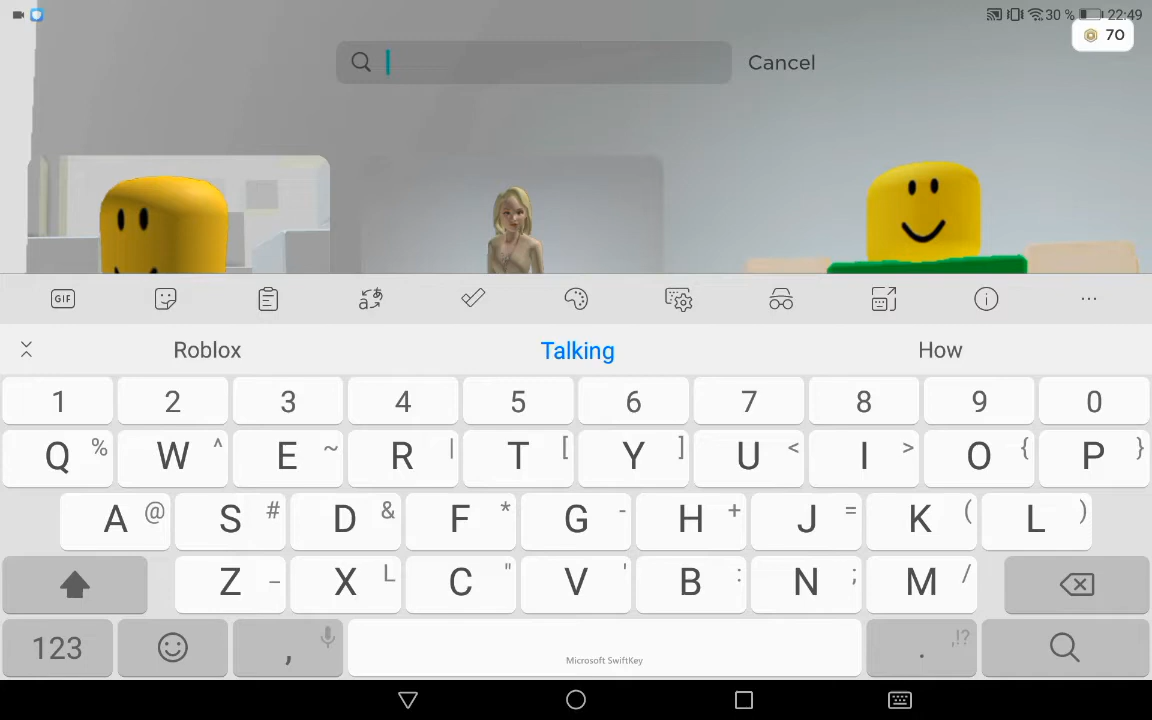 30 % 22:49
70
Cancel
GIF
Roblox Talking How
1 2 3 4 5 6 7 8 9 0
Q % W ^ E ~ R | T [ Y ] U < I > O { P }
A @ S # D & F * G - H + J = K ( L )
Z _ X L C " V ' B : N ; M /
123 , Microsoft SwiftKey . ,!?